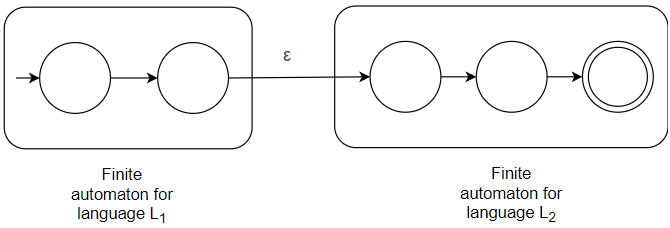 ε
Finite
automaton for
language L₁
Finite
automaton for
language L₂